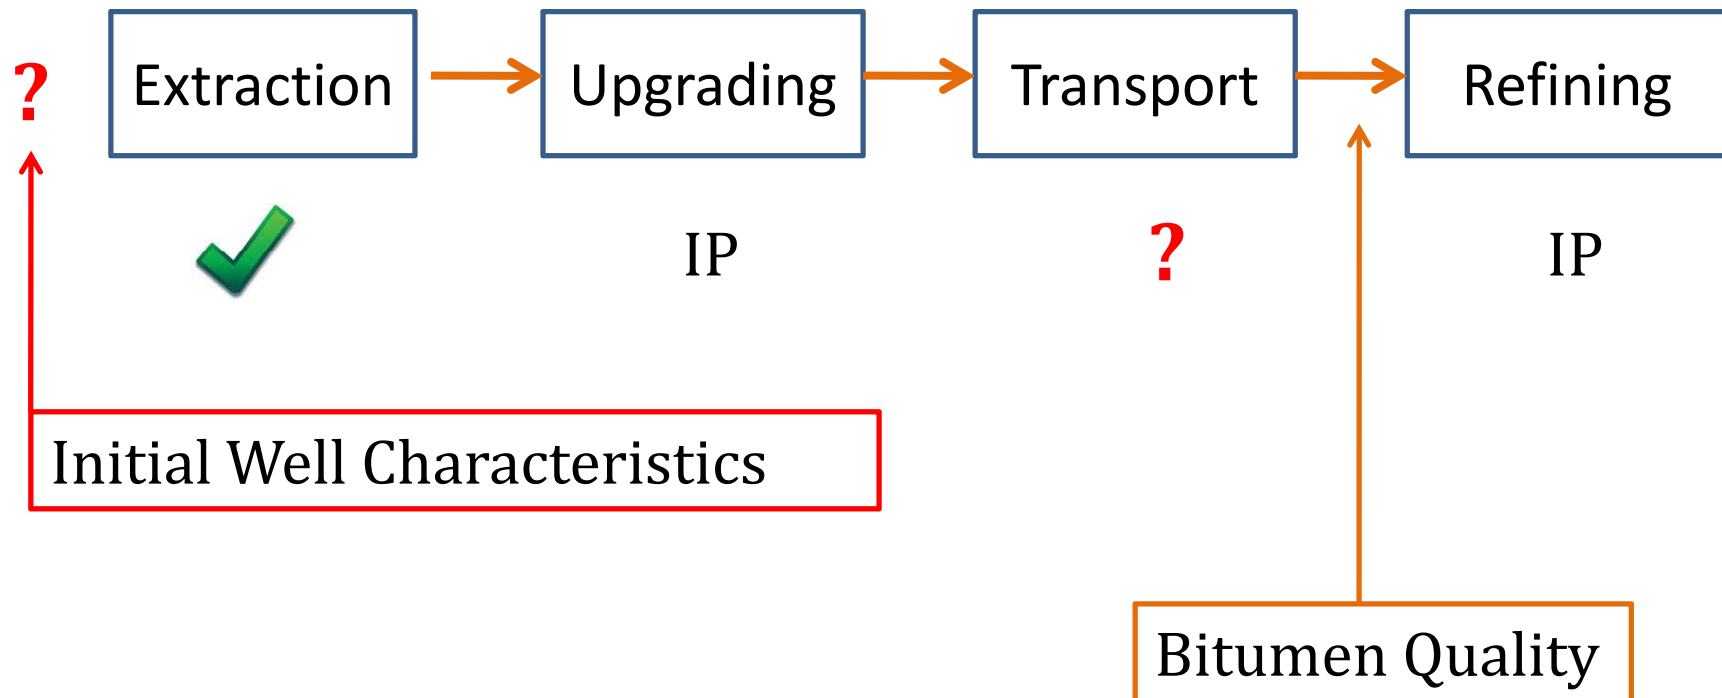 ? Extraction Upgrading Transport Refining
IP ? IP
Initial Well Characteristics
Bitumen Quality